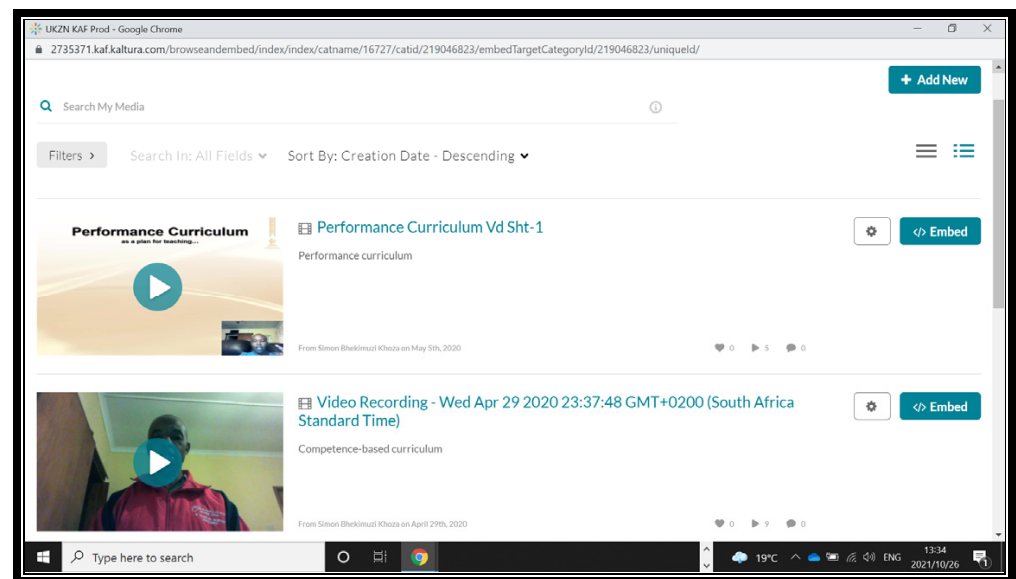 UKZN KAF Prod - Google Chrome
2735371.kaf.kaltura.com/browseandembed/index/index/catname/16727/catid/219046823/embedTargetCategoryId/219046823/uniqueId/
+ Add New
Search My Media
Filters >
Search In: All Fields
Sort By: Creation Date - Descending
Performance Curriculum
as a plan for teaching...
Performance Curriculum Vd Sht-1
</> Embed
Performance curriculum
From Simon Bhekimuzi Khoza on May 5th, 2020
0 5 0
Video Recording - Wed Apr 29 2020 23:37:48 GMT+0200 (South Africa
Standard Time)
</> Embed
Competence-based curriculum
From Simon Bhekimuzi Khoza on April 29th, 2020
0 9 0
Type here to search
19°C
ENG
13:34
2021/10/26
1